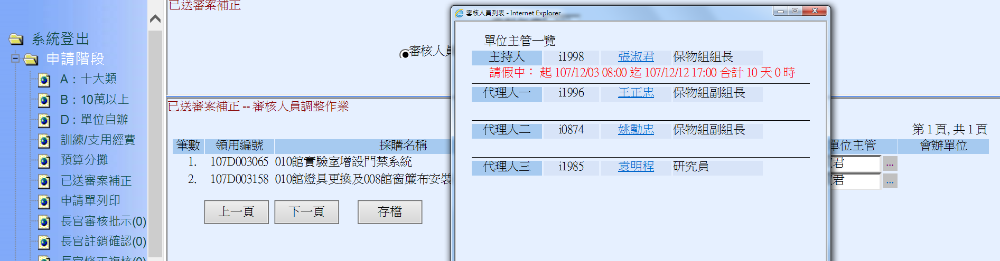 系統登出
申請階段
A：十大類
B：10萬以上
D：單位自辦
訓練/支用經費
預算分攤
已送審案補正
申請單列印
長官審核批示(0)
長官註銷確認(0)
長官修正複核(0)
已送審案補正
審核人員
已送審案補正 -- 審核人員調整作業
第 1 頁, 共 1 頁
筆數 領用編號 採購名稱 單位主管 會辦單位
1. 107D003065 010館實驗室增設門禁系統 君 ...
2. 107D003158 010館燈具更換及008館窗簾布安裝 君 ...
上一頁 下一頁 存檔
審核人員列表 - Internet Explorer
單位主管一覽
主持人 i1998 張淑君 保物組組長
請假中： 起 107/12/03 08:00 迄 107/12/12 17:00 合計 10 天 0 時
代理人一 i1996 王正忠 保物組副組長
代理人二 i0874 姚勳忠 保物組副組長
代理人三 i1985 袁明程 研究員